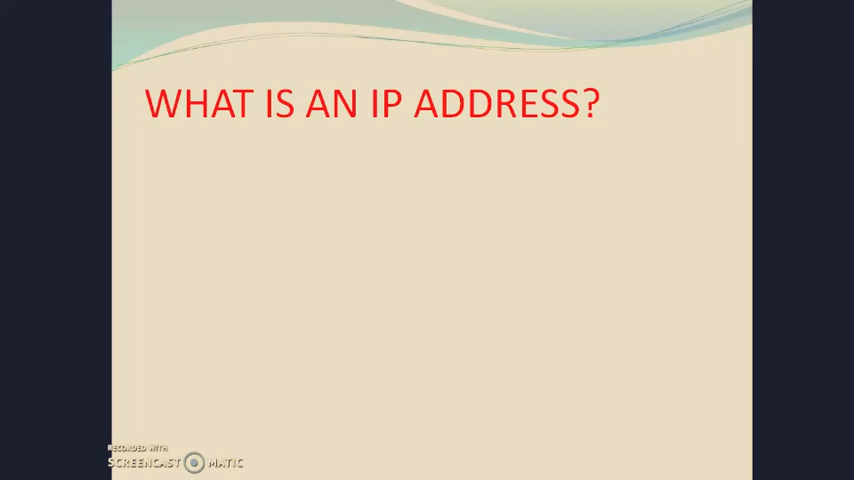 WHAT IS AN IP ADDRESS?
RECORDED WITH
SCREENCAST MATIC